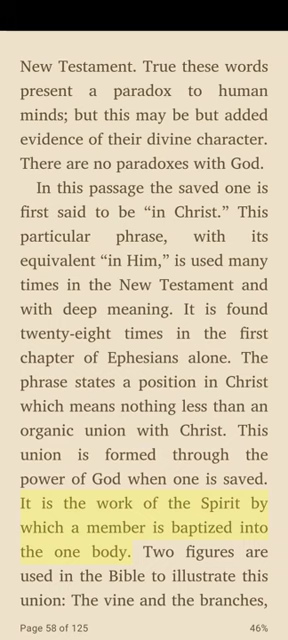 New Testament. True these words
present a paradox to human
minds; but this may be but added
evidence of their divine character.
There are no paradoxes with God.
In this passage the saved one is
first said to be “in Christ.” This
particular phrase, with its
equivalent “in Him,” is used many
times in the New Testament and
with deep meaning. It is found
twenty-eight times in the first
chapter of Ephesians alone. The
phrase states a position in Christ
which means nothing less than an
organic union with Christ. This
union is formed through the
power of God when one is saved.
It is the work of the Spirit by
which a member is baptized into
the one body. Two figures are
used in the Bible to illustrate this
union: The vine and the branches,
Page 58 of 125 46%